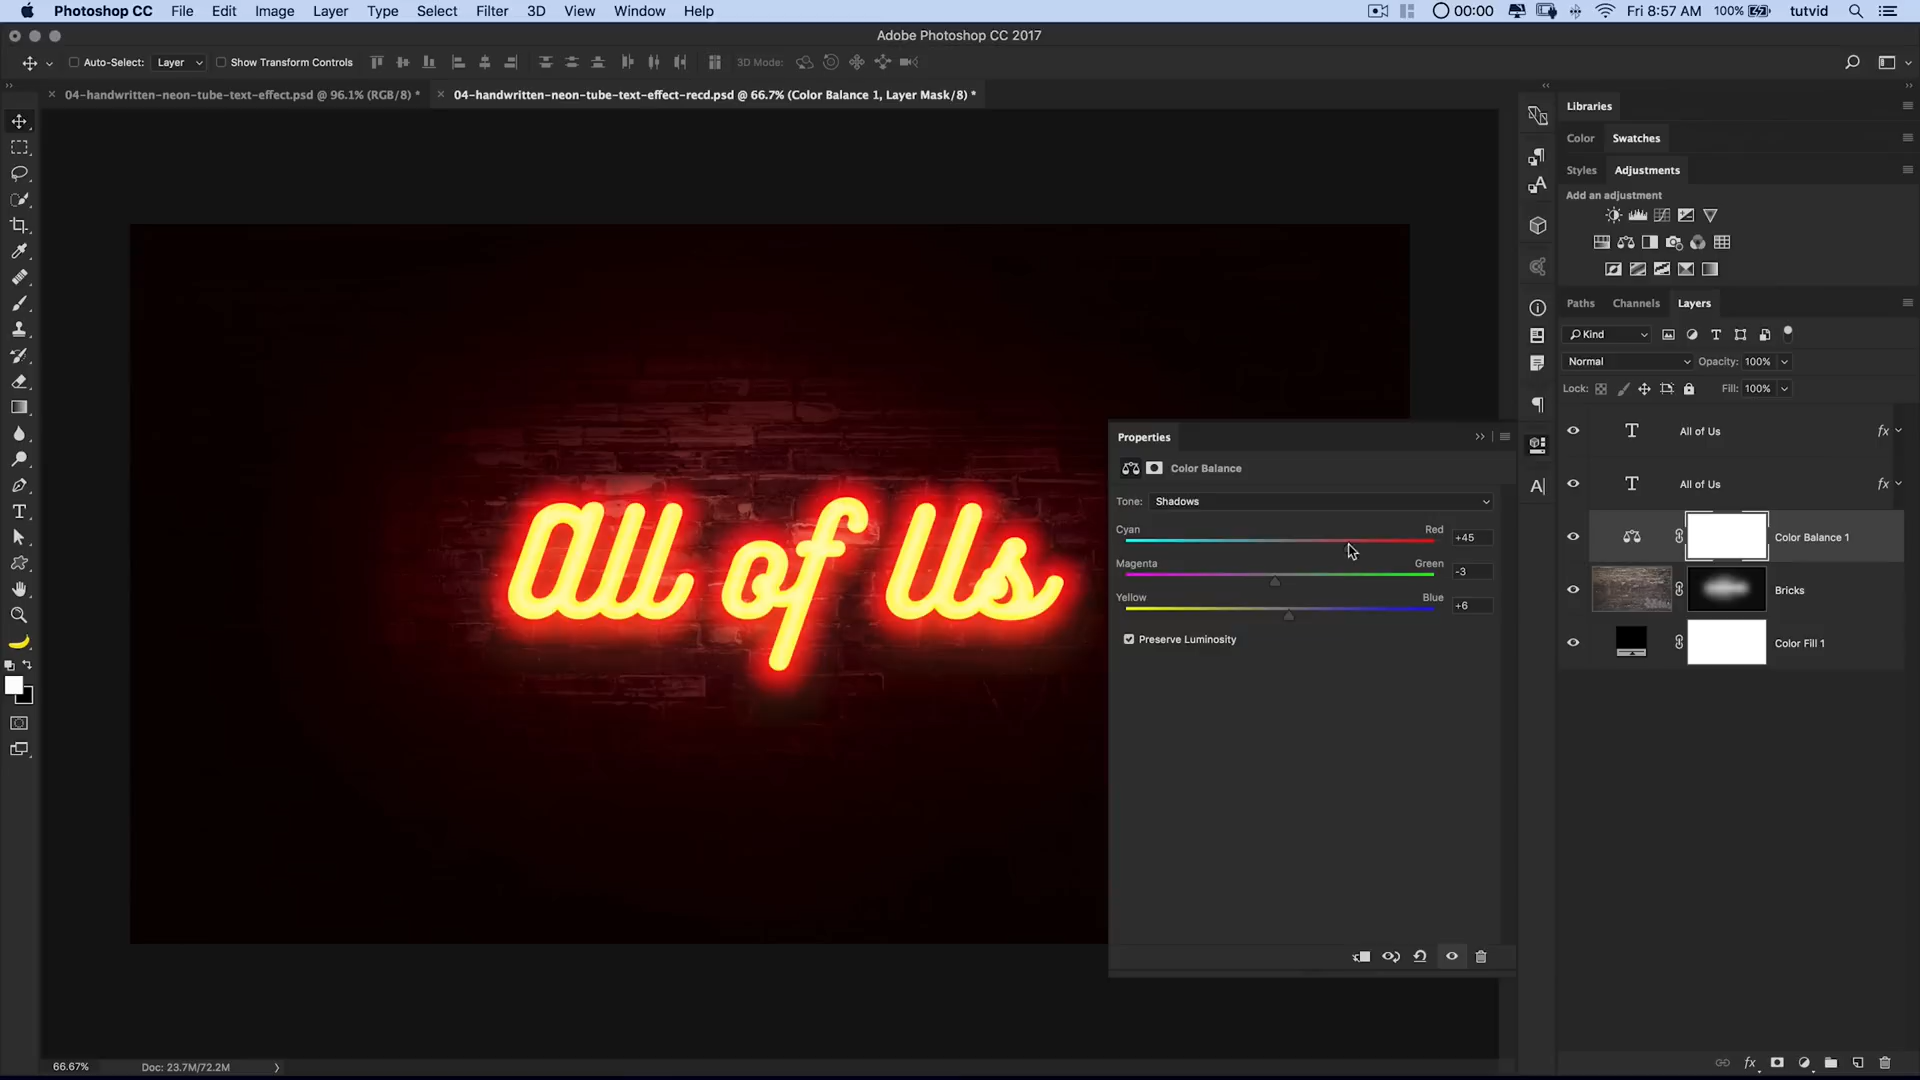 Photoshop CC File Edit Image Layer Type Select Filter 3D View Window Help 00:00 Fri 8:57 AM 100% tutvid
Adobe Photoshop CC 2017
Auto-Select: Layer Show Transform Controls 3D Mode:
04-handwritten-neon-tube-text-effect.psd @ 96.1% (RGB/8) * 04-handwritten-neon-tube-text-effect-recd.psd @ 66.7% (Color Balance 1, Layer Mask/8) *
Libraries
Color Swatches
Styles Adjustments
Add an adjustment
Paths Channels Layers
Kind
Normal Opacity: 100%
Lock: Fill: 100%
All of Us fx
All of Us fx
Color Balance 1
Bricks
Color Fill 1
All of Us
Properties
Color Balance
Tone: Shadows
Cyan Red +45
Magenta Green -3
Yellow Blue +6
Preserve Luminosity
66.67% Doc: 23.7M/72.2M
fx